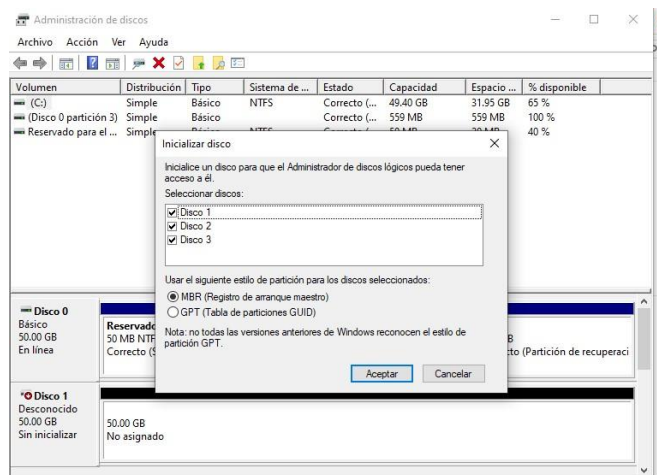 Administración de discos
Archivo Acción Ver Ayuda
Volumen Distribución Tipo Sistema de ... Estado Capacidad Espacio ... % disponible
(C:) Simple Básico NTFS Correcto (... 49.40 GB 31.95 GB 65 %
(Disco 0 partición 3) Simple Básico Correcto (... 559 MB 559 MB 100 %
Reservado para el ... Simple 40 %
Inicializar disco
Inicialice un disco para que el Administrador de discos lógicos pueda tener
acceso a él.
Seleccionar discos:
Disco 1
Disco 2
Disco 3
Usar el siguiente estilo de partición para los discos seleccionados:
MBR (Registro de arranque maestro)
GPT (Tabla de particiones GUID)
Nota: no todas las versiones anteriores de Windows reconocen el estilo de
partición GPT.
Aceptar Cancelar
Disco 0
Básico
50.00 GB
En línea
Reservado
50 MB NTF
Correcto (S
(Partición de recuperaci
Disco 1
Desconocido
50.00 GB
Sin inicializar
50.00 GB
No asignado